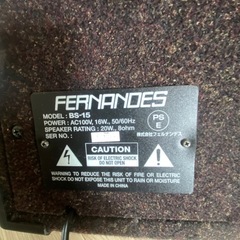 FERNANDES
MODEL: BS-15
POWER: AC100V, 16W, 50/60Hz
SPEAKER RATING: 20W, 8ohm
SER NO. :
PS
E
株式会社フェルナンデス
CAUTION
RISK OF ELECTRIC SHOCK
DO NOT OPEN
WARNING: TO REDUCE THE RISK OF FIRE OR ELECTRIC
SHOCK DO NOT EXPOSE THIS UNIT TO RAIN OR MOISTURE
MADE IN CHINA